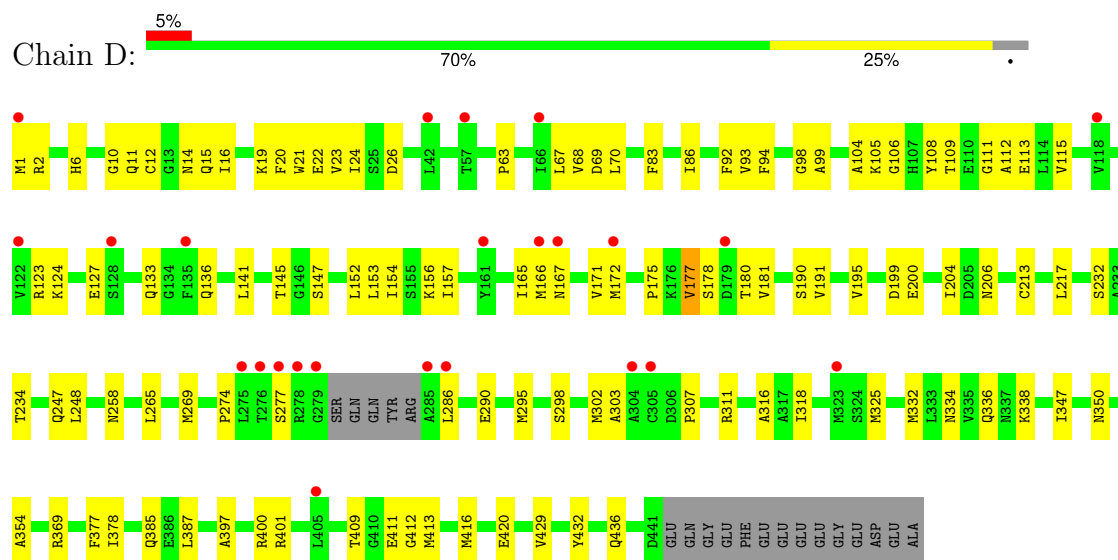 5%
Chain D:
70% 25% •
M1 R2 H6 G10 Q11 C12 G13 N14 Q15 I16 K19 F20 W21 E22 V23 I24 S25 D26 L42 T57 P63 I66 L67 V68 D69 L70 F83 I86 F92 V93 F94 G98 A99 A104 K105 G106 H107 Y108 T109 E110 G111 A112 E113 L114 V115 V118
V122 R123 K124 E127 S128 Q133 G134 F135 Q136 L141 T145 G146 S147 L152 L153 I154 S155 K156 I157 Y161 I165 M166 N167 V171 M172 P175 K176 V177 S178 D179 T180 V181 S190 V191 V195 D199 E200 I204 D205 N206 C213 L217 S232 A233
T234 Q247 L248 N258 L265 M269 P274 L275 T276 S277 R278 G279 SER GLN GLN TYR ARG A285 L286 E290 M295 S298 M302 A303 A304 C305 D306 P307 R311 A316 A317 I318 M323 S324 M325 M332 L333 N334 V335 Q336 N337 K338 I347 N350
A354 R369 F377 I378 Q385 E386 L387 A397 R400 R401 L405 T409 G410 E411 G412 M413 M416 E420 V429 Y432 Q436 D441 GLU GLN GLY GLU PHE GLU GLU GLU GLU GLY GLU ASP GLU ALA